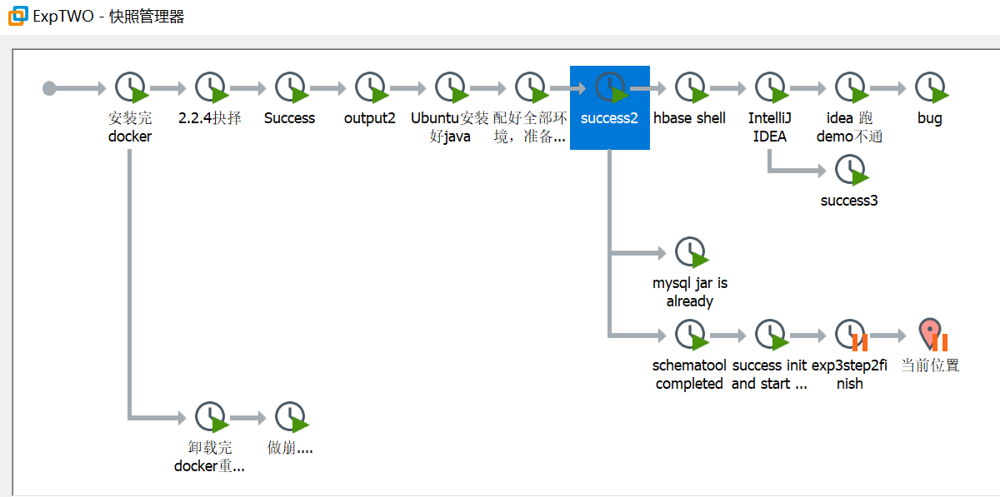 ExpTWO - 快照管理器
安装完
docker
2.2.4抉择
Success
output2
Ubuntu安装
好java
配好全部环
境，准备...
success2
hbase shell
IntelliJ
IDEA
idea 跑
demo不通
bug
success3
mysql jar is
already
schematool
completed
success init
and start ...
exp3step2fi
nish
当前位置
卸载完
docker重...
做崩....